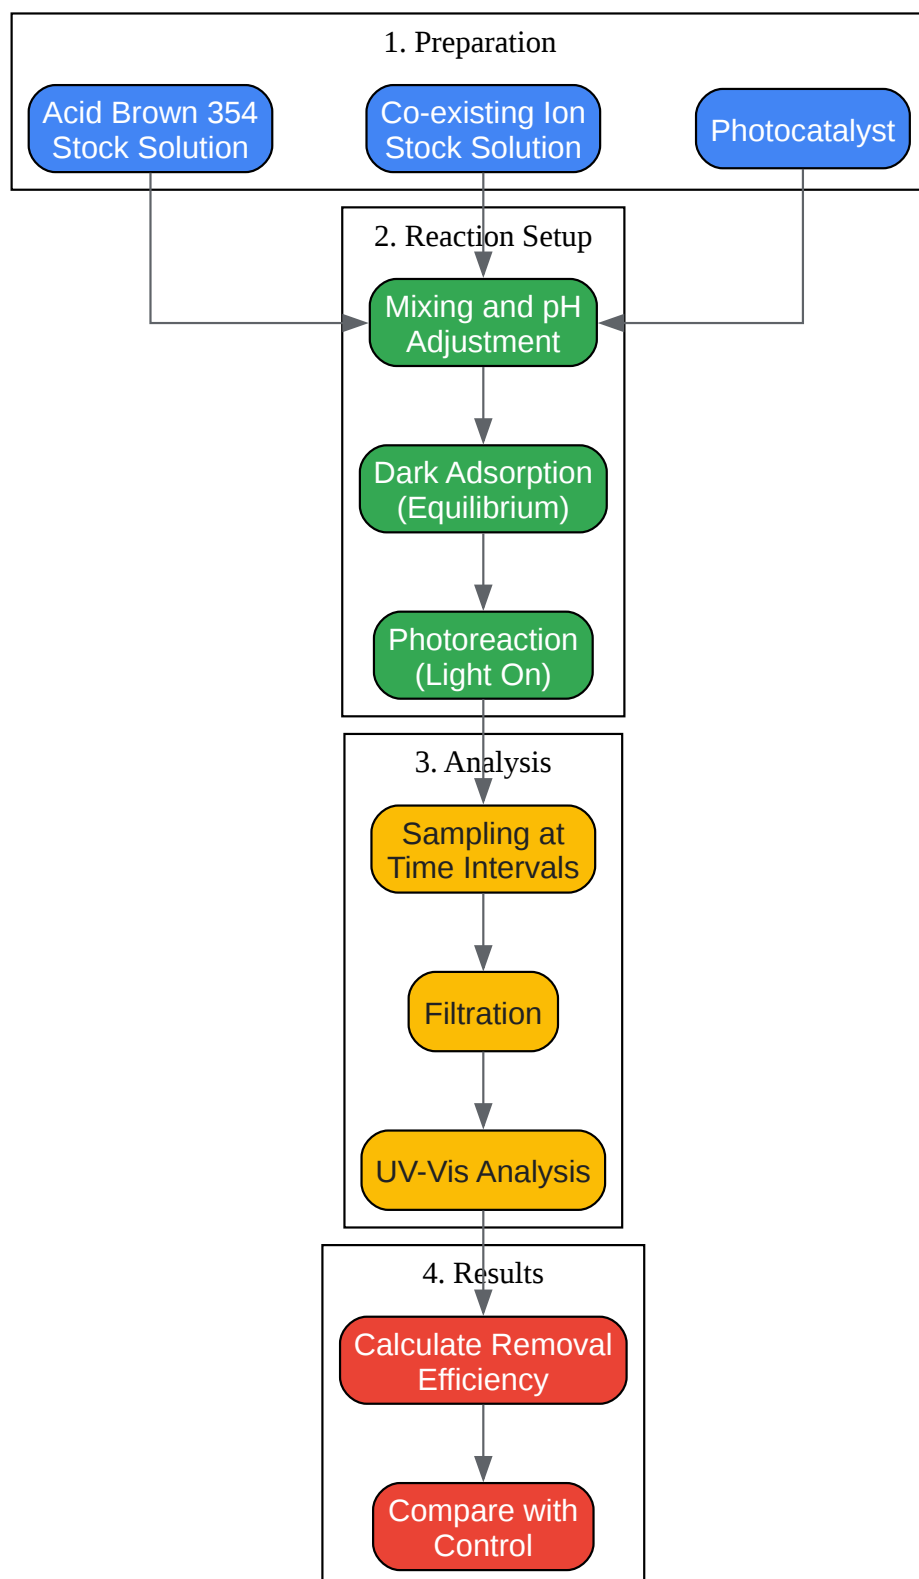 1. Preparation
Acid Brown 354
Stock Solution
Co-existing Ion
Stock Solution
Photocatalyst
2. Reaction Setup
Mixing and pH
Adjustment
Dark Adsorption
(Equilibrium)
Photoreaction
(Light On)
3. Analysis
Sampling at
Time Intervals
Filtration
UV-Vis Analysis
4. Results
Calculate Removal
Efficiency
Compare with
Control